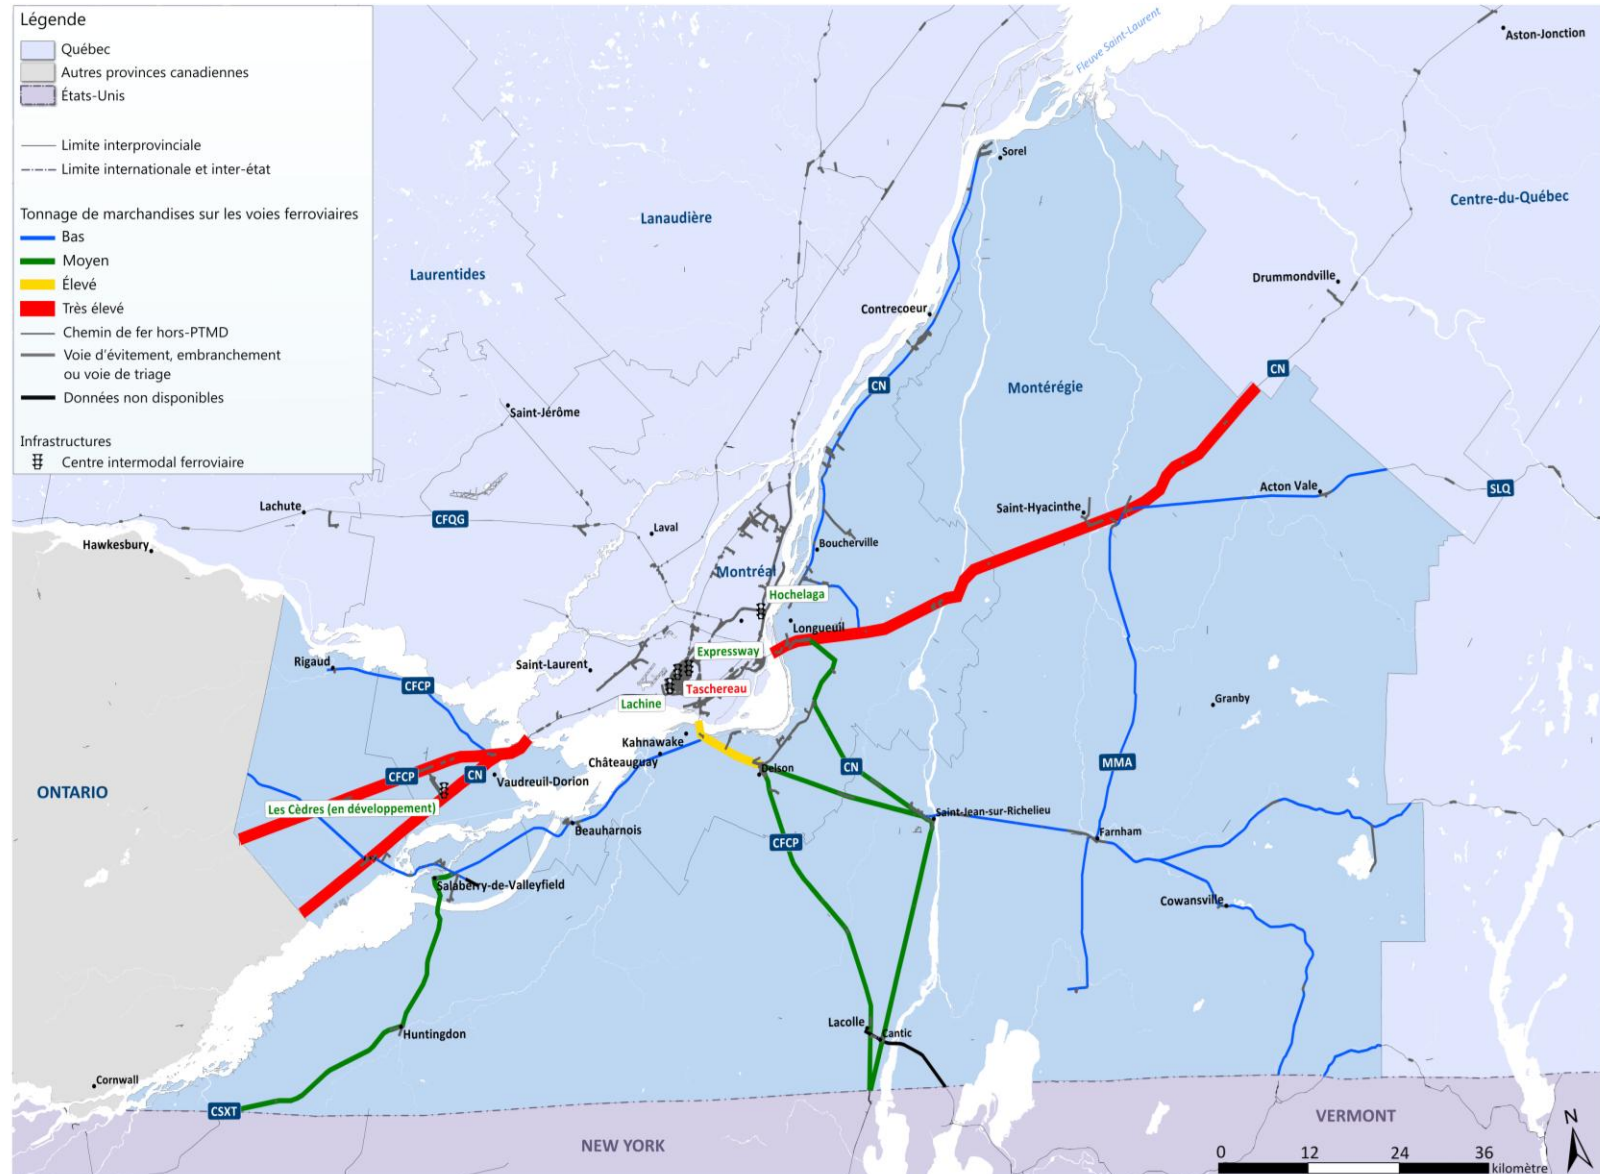 Légende
Québec
Autres provinces canadiennes
États-Unis
Limite interprovinciale
Limite internationale et inter-état
Tonnage de marchandises sur les voies ferroviaires
Bas
Moyen
Élevé
Très élevé
Chemin de fer hors-PTMD
Voie d'évitement, embranchement
ou voie de triage
Données non disponibles
Infrastructures
Centre intermodal ferroviaire
Fleuve Saint-Laurent
Aston-Jonction
Sorel
Centre-du-Québec
Lanaudière
Laurentides
Drummondville
Contrecoeur
CN
CN
Montérégie
Saint-Jérôme
Acton Vale
SLQ
Saint-Hyacinthe
Lachute
CFQG
Laval
Hawkesbury
Boucherville
Montréal
Hochelaga
Longueuil
Expressway
Rigaud
Saint-Laurent
CFCP
Taschereau
Lachine
Granby
Kahnawake
Châteauguay
CFCP
CN
Vaudreuil-Dorion
Delson
CN
MMA
ONTARIO
Les Cèdres (en développement)
Saint-Jean-sur-Richelieu
Beauharnois
Farnham
CFCP
Salaberry-de-Valleyfield
Cowansville
Lacolle
Cantic
Huntingdon
Cornwall
CSXT
VERMONT
NEW YORK
N
0 12 24 36
kilomètre